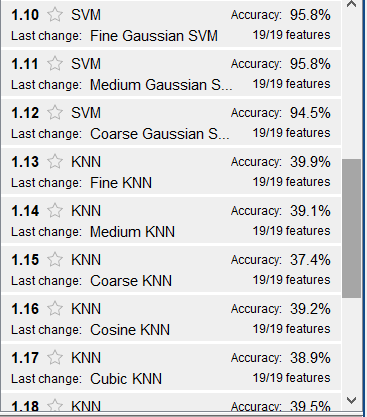 1.10 SVM Accuracy: 95.8%
Last change: Fine Gaussian SVM 19/19 features
1.11 SVM Accuracy: 95.8%
Last change: Medium Gaussian S... 19/19 features
1.12 SVM Accuracy: 94.5%
Last change: Coarse Gaussian S... 19/19 features
1.13 KNN Accuracy: 39.9%
Last change: Fine KNN 19/19 features
1.14 KNN Accuracy: 39.1%
Last change: Medium KNN 19/19 features
1.15 KNN Accuracy: 37.4%
Last change: Coarse KNN 19/19 features
1.16 KNN Accuracy: 39.2%
Last change: Cosine KNN 19/19 features
1.17 KNN Accuracy: 38.9%
Last change: Cubic KNN 19/19 features
1.18 KNN Accuracy: 39.5%